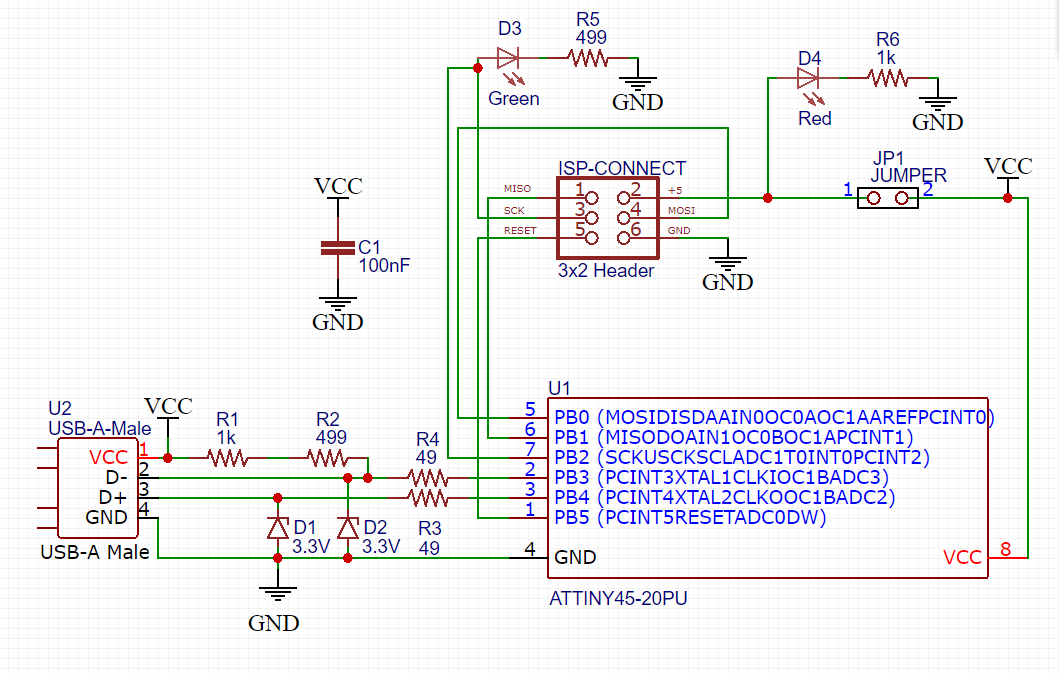 D3
R5
499
Green
GND
D4
R6
1k
Red
GND
ISP-CONNECT
MISO
1
2
+5
SCK
3
4
MOSI
RESET
5
6
GND
3x2 Header
GND
JP1
JUMPER
1
2
VCC
VCC
C1
100nF
GND
U2
USB-A-Male
VCC
1
D-
2
D+
3
GND
4
USB-A Male
VCC
R1
1k
R2
499
R4
49
R3
49
D1
3.3V
D2
3.3V
GND
U1
5
PB0 (MOSIDISDAAIN0OC0AOC1AAREFPCINT0)
6
PB1 (MISODOAIN1OC0BOC1APCINT1)
7
PB2 (SCKUSCKSCLADC1T0INT0PCINT2)
2
PB3 (PCINT3XTAL1CLKIOC1BADC3)
3
PB4 (PCINT4XTAL2CLKOOC1BADC2)
1
PB5 (PCINT5RESETADC0DW)
4
GND
VCC
8
ATTINY45-20PU